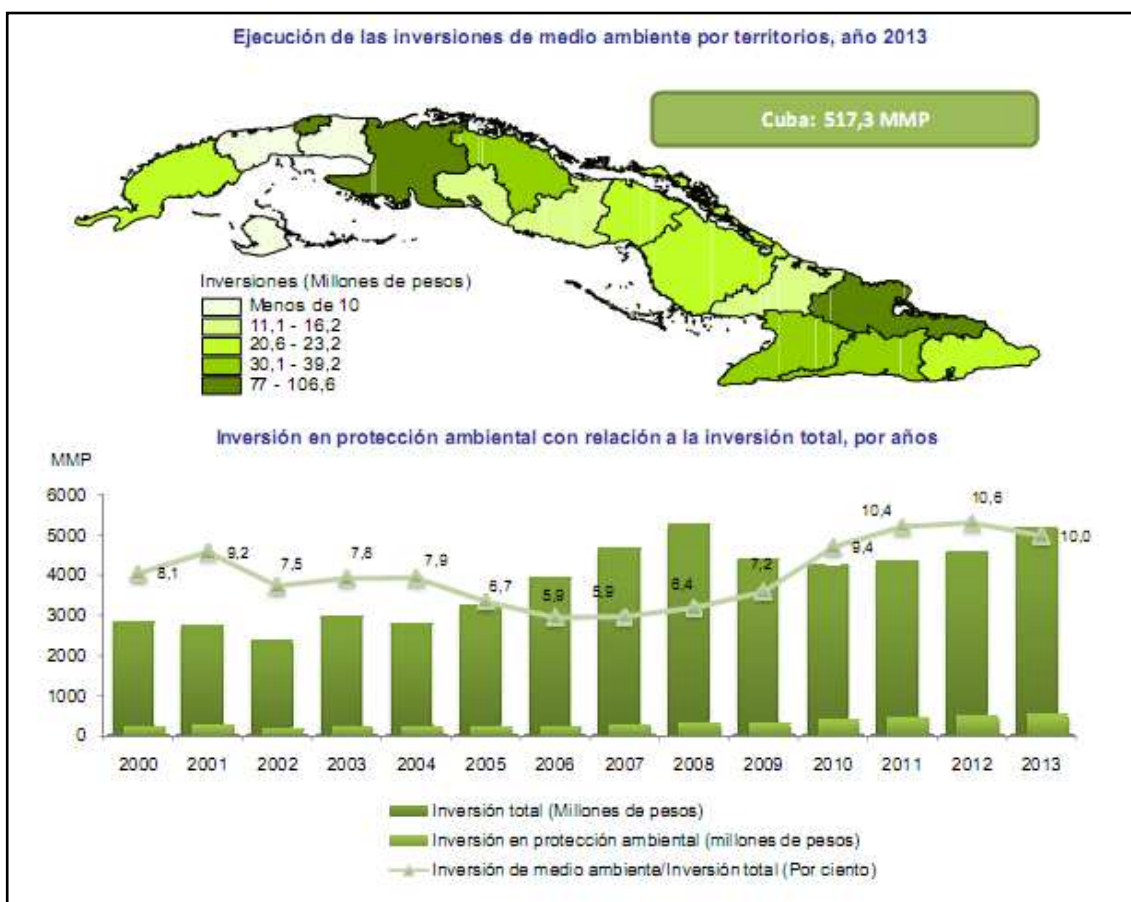 Ejecución de las inversiones de medio ambiente por territorios, año 2013
Cuba: 517,3 MMP
Inversiones (Millones de pesos)
Menos de 10
11,1 - 16,2
20,6 - 23,2
30,1 - 39,2
77 - 106,6
Inversión en protección ambiental con relación a la inversión total, por años
MMP
6000
5000
4000
3000
2000
1000
0
8,1
9,2
7,5
7,8
7,9
6,7
5,9
5,9
6,4
7,2
9,4
10,4
10,6
10,0
2000 2001 2002 2003 2004 2005 2006 2007 2008 2009 2010 2011 2012 2013
Inversión total (Millones de pesos)
Inversión en protección ambiental (millones de pesos)
Inversión de medio ambiente/Inversión total (Por ciento)